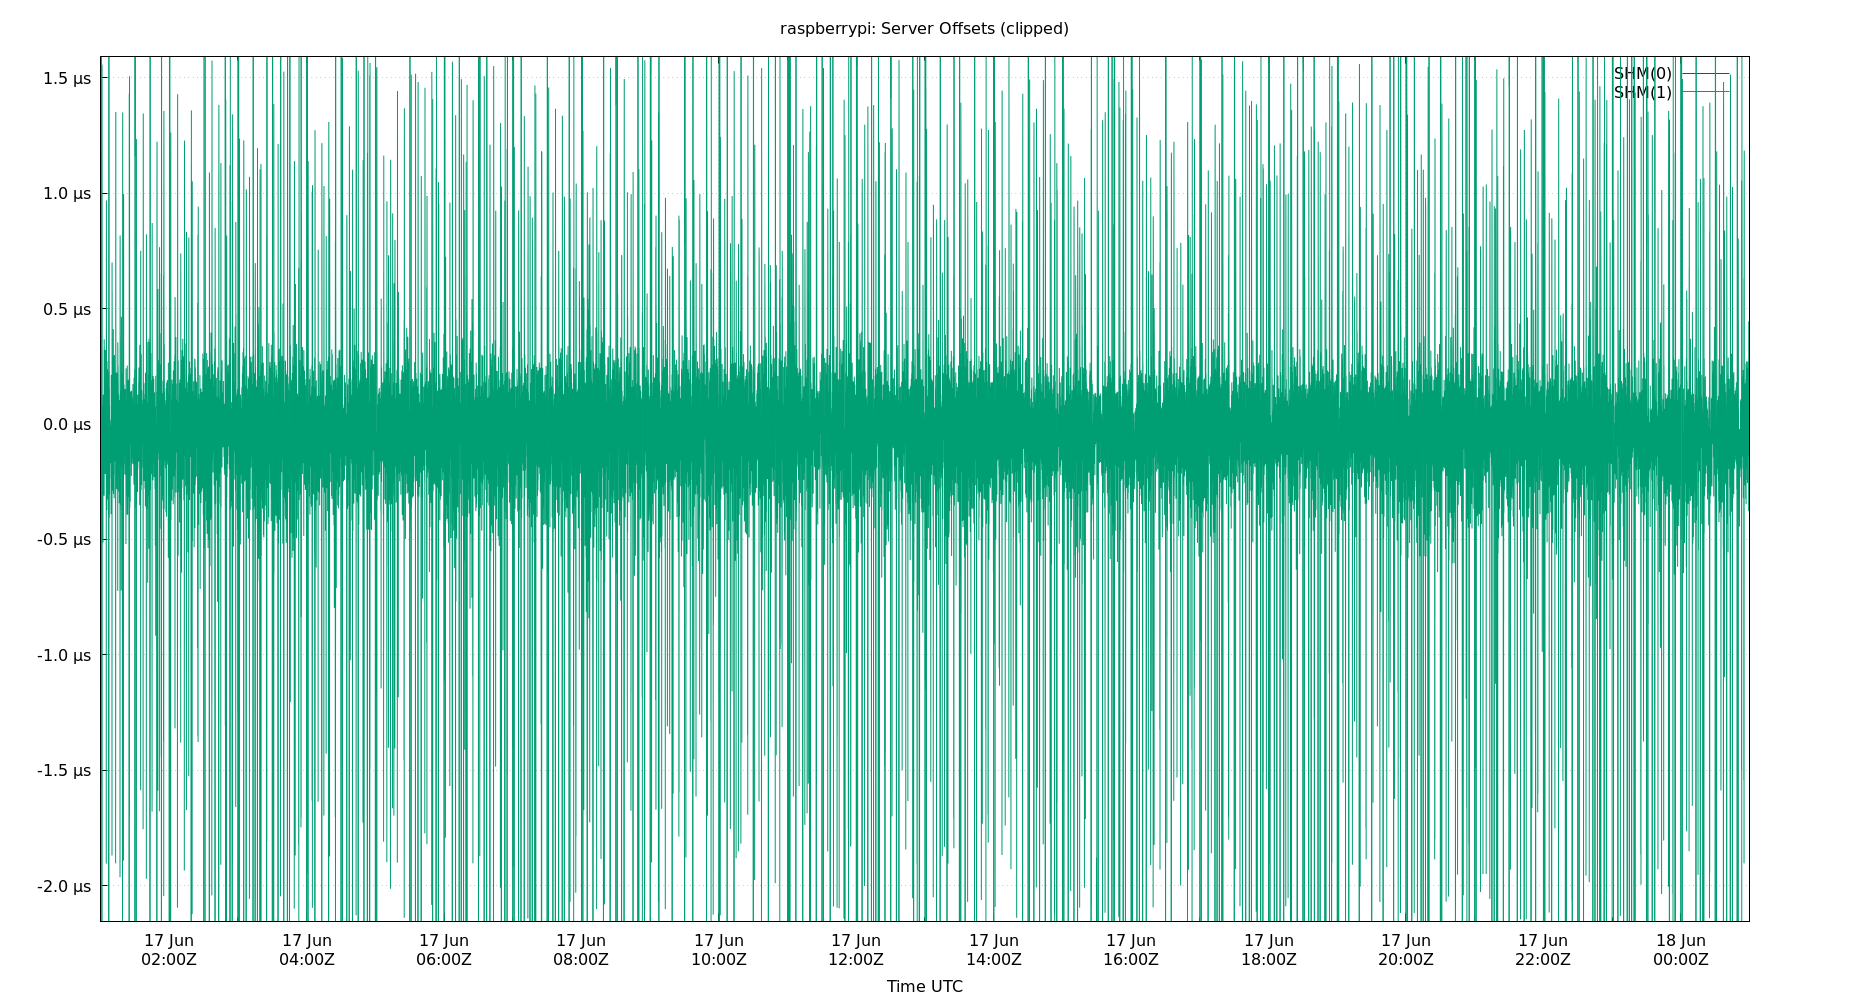 raspberrypi: Server Offsets (clipped)
1.5 µs
1.0 µs
0.5 µs
0.0 µs
-0.5 µs
-1.0 µs
-1.5 µs
-2.0 µs
SHM(0)
SHM(1)
17 Jun 17 Jun 17 Jun 17 Jun 17 Jun 17 Jun 17 Jun 17 Jun 17 Jun 17 Jun 17 Jun 18 Jun
02:00Z 04:00Z 06:00Z 08:00Z 10:00Z 12:00Z 14:00Z 16:00Z 18:00Z 20:00Z 22:00Z 00:00Z
Time UTC